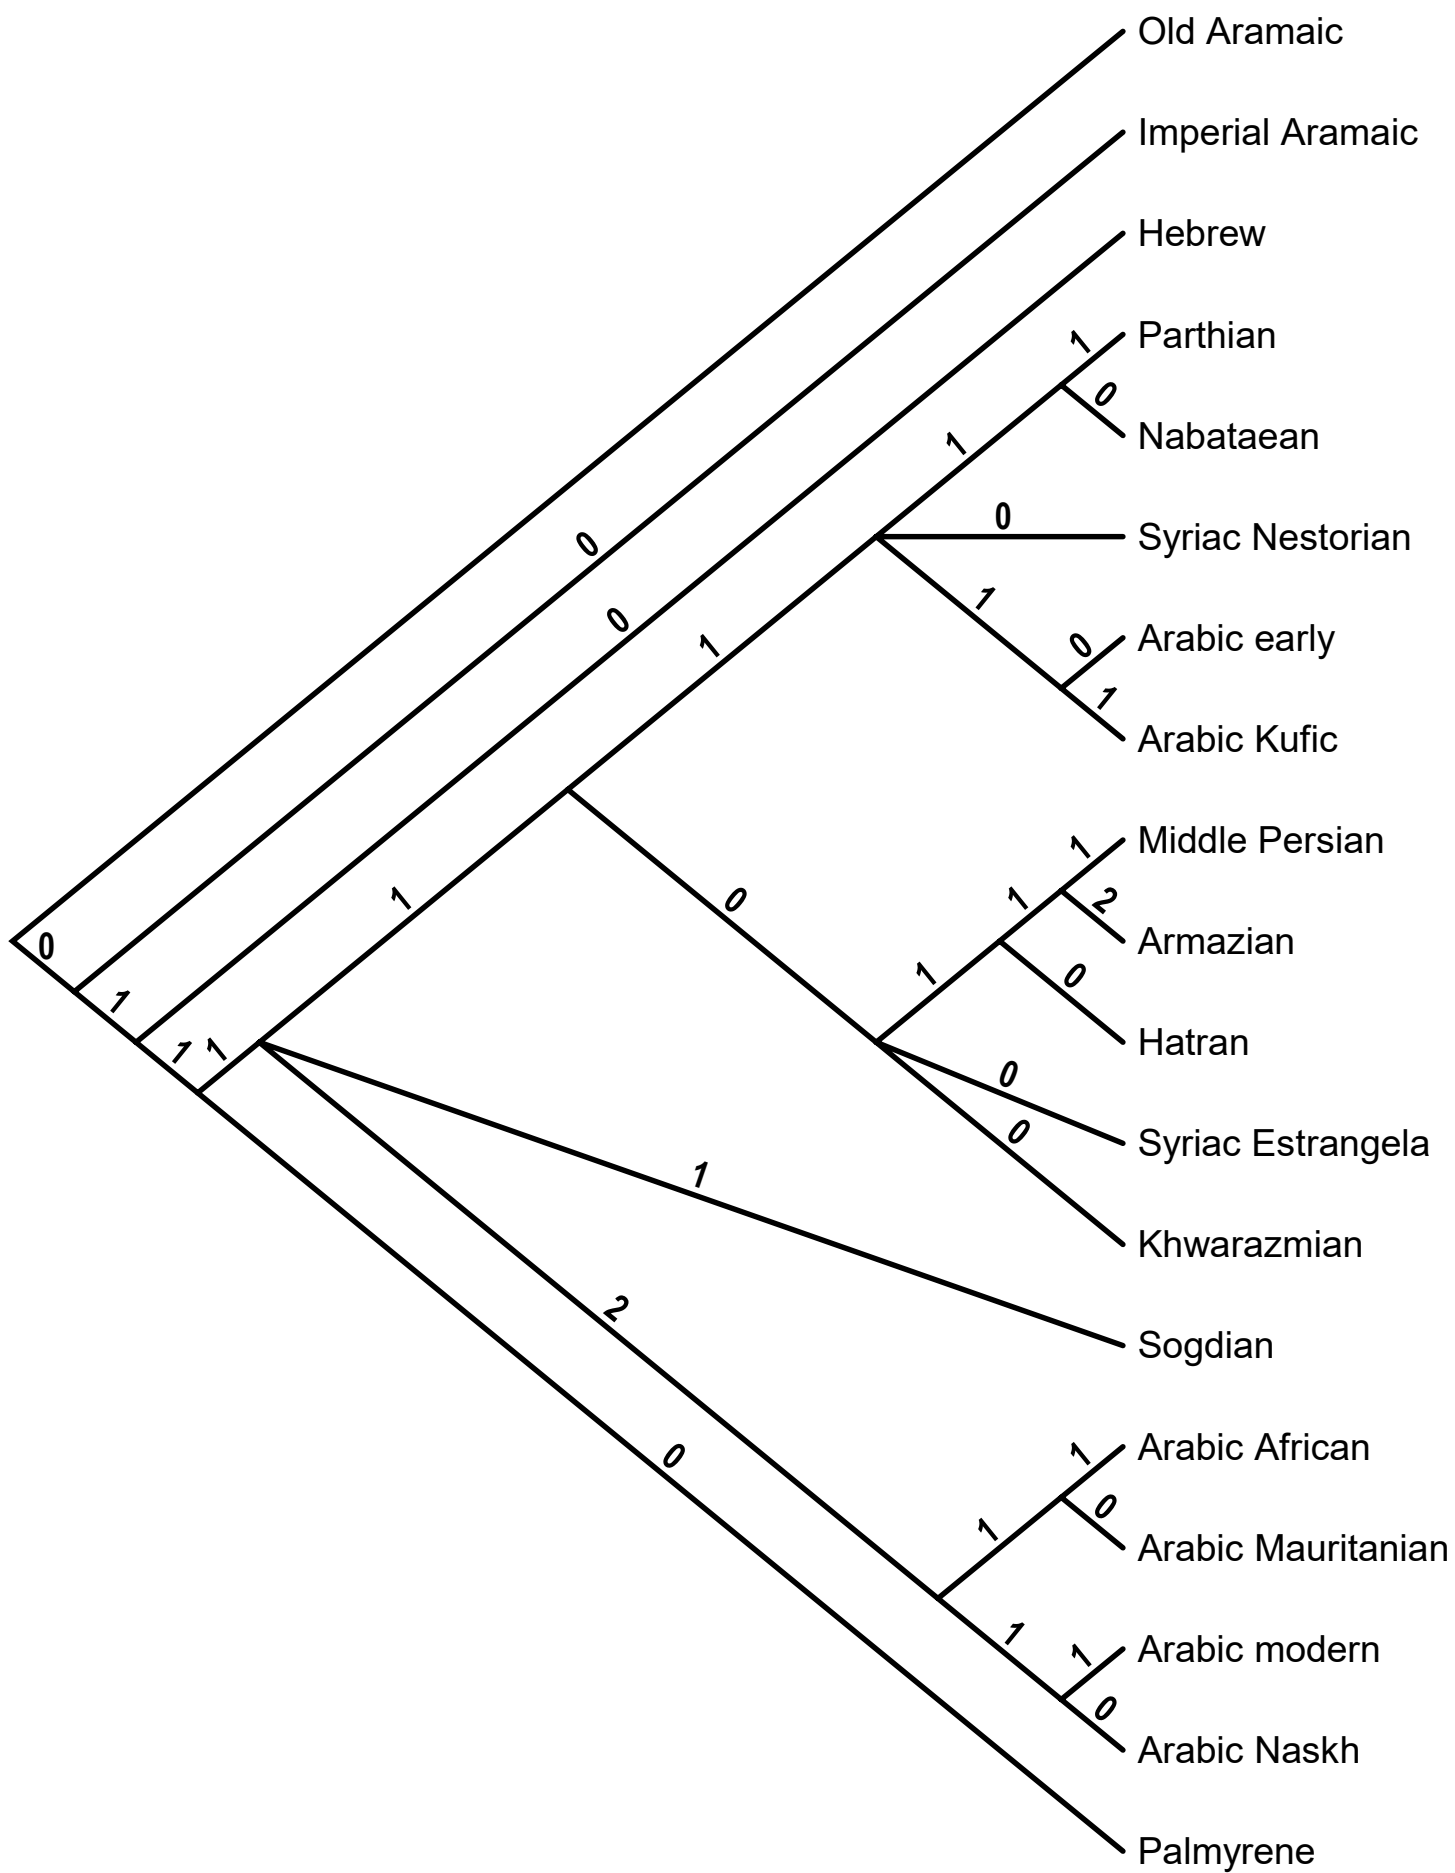 Old Aramaic
Imperial Aramaic
Hebrew
1 Parthian
0 Nabataean
1
0 Syriac Nestorian
0
1
0 Arabic early
0
1
1 Arabic Kufic
1 Middle Persian
1
1
2 Armazian
0
0
1
0 Hatran
1
1 1
0 Syriac Estrangela
0
Khwarazmian
1
2
Sogdian
1 Arabic African
0
0 Arabic Mauritanian
1
1 Arabic modern
1
0 Arabic Naskh
Palmyrene